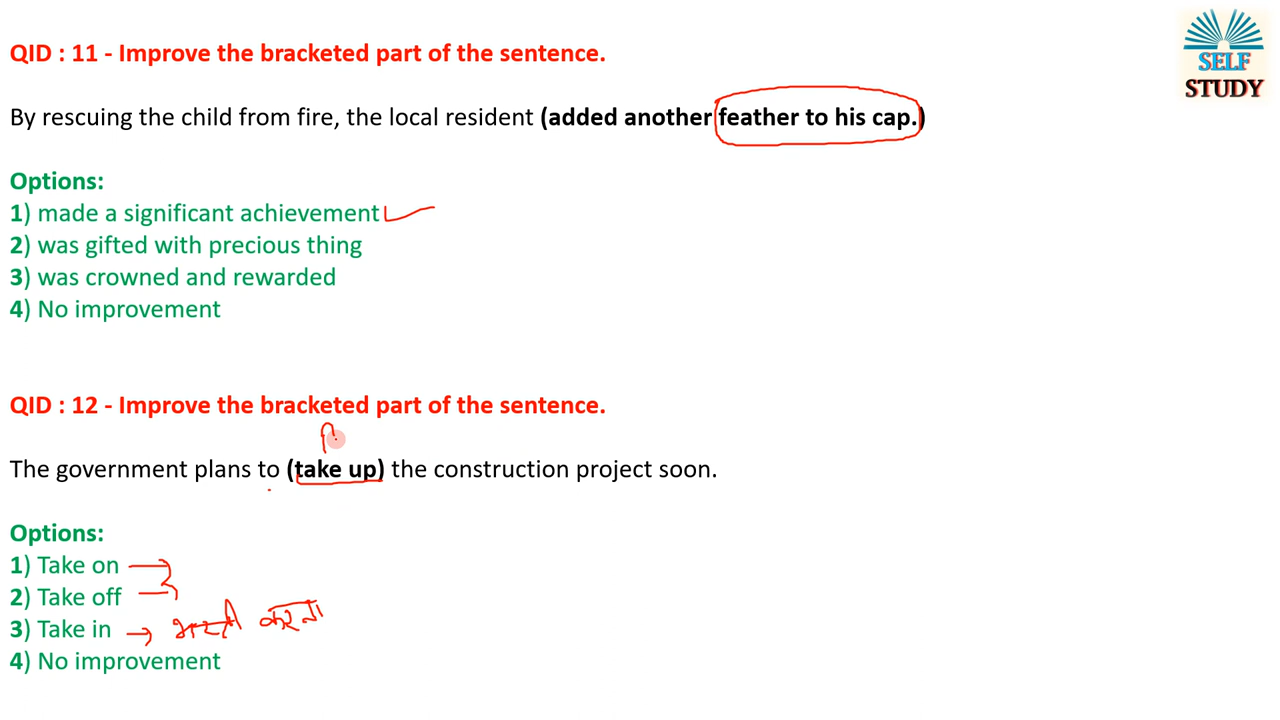 SELF
STUDY
QID : 11 - Improve the bracketed part of the sentence.
By rescuing the child from fire, the local resident (added another feather to his cap.)
Options:
1) made a significant achievement
2) was gifted with precious thing
3) was crowned and rewarded
4) No improvement
QID : 12 - Improve the bracketed part of the sentence.
The government plans to (take up) the construction project soon.
Options:
1) Take on
2) Take off
3) Take in → भर्ती करना
4) No improvement